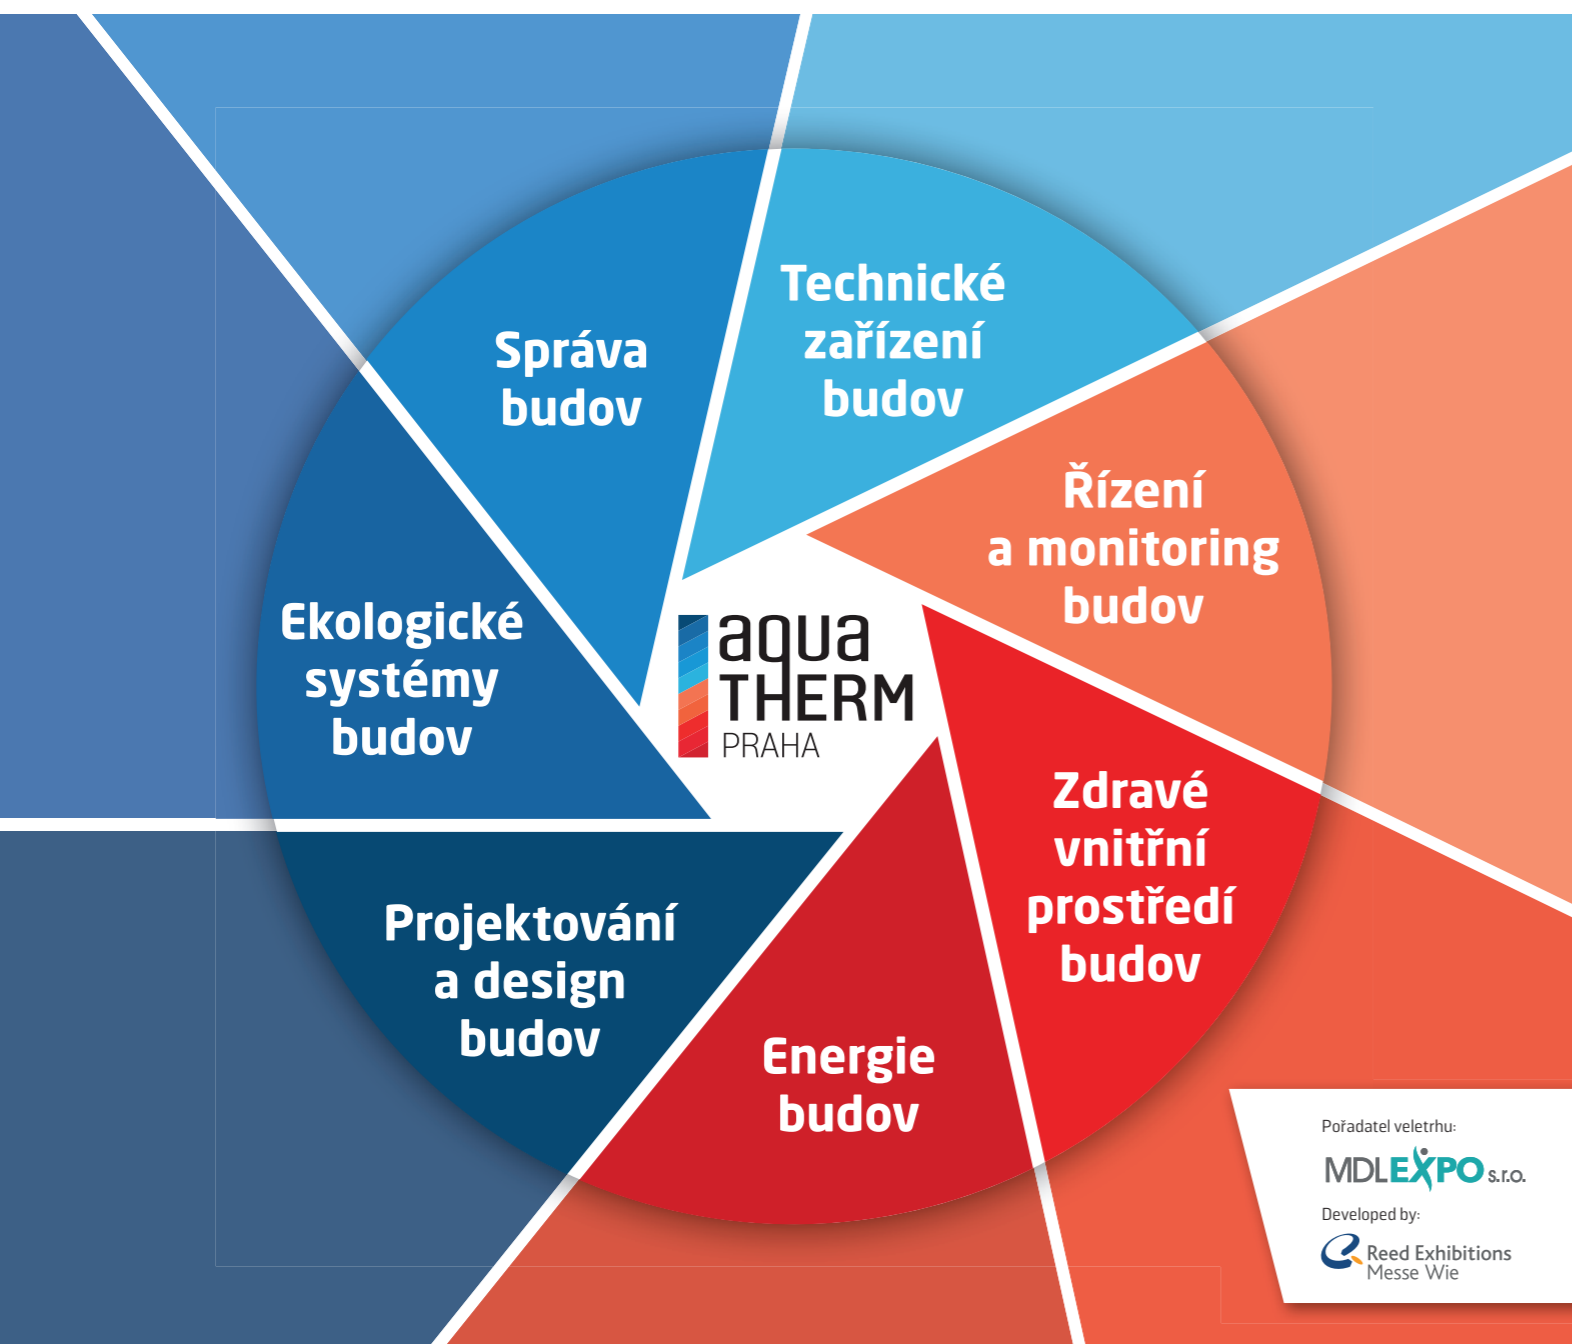 Technické
zařízení
budov
Správa
budov
Řízení
a monitoring
budov
Ekologické
systémy
budov
aqua
THERM
PRAHA
Zdravé
vnitřní
prostředí
budov
Projektování
a design
budov
Energie
budov
Pořadatel veletrhu:
MDLEXPO s.r.o.
Developed by:
Reed Exhibitions
Messe Wie